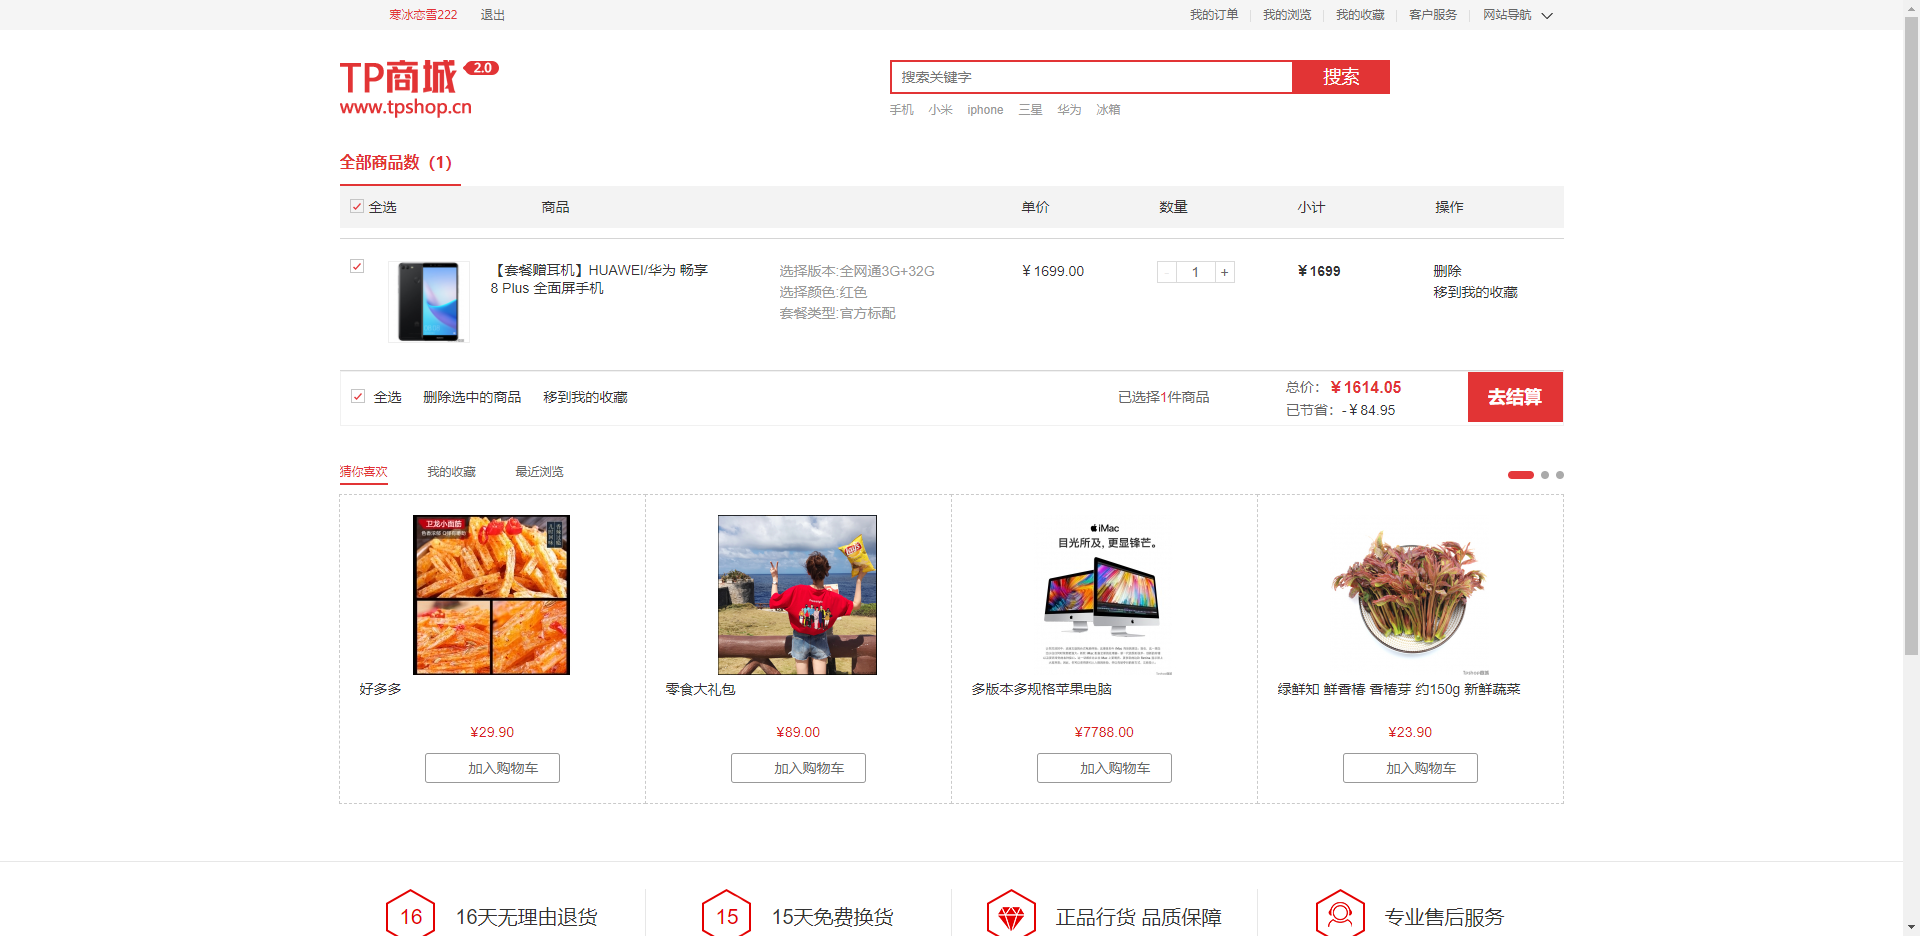 寒冰恋雪222 退出 我的订单 我的浏览 我的收藏 客户服务 网站导航
TP商城 2.0
www.tpshop.cn
搜索关键字 搜索
手机 小米 iphone 三星 华为 冰箱
全部商品数（1）
全选 商品 单价 数量 小计 操作
【套餐赠耳机】HUAWEI/华为 畅享
8 Plus 全面屏手机
选择版本:全网通3G+32G
选择颜色:红色
套餐类型:官方标配
￥1699.00 - 1 + ￥1699
删除
移到我的收藏
全选 删除选中的商品 移到我的收藏 已选择1件商品
总价：￥1614.05
已节省：-￥84.95
去结算
猜你喜欢 我的收藏 最近浏览
卫龙小面筋
iMac
目光所及, 更显锋芒。
好多多 零食大礼包 多版本多规格苹果电脑 绿鲜知 鲜香椿 香椿芽 约150g 新鲜蔬菜
¥29.90 ¥89.00 ¥7788.00 ¥23.90
加入购物车 加入购物车 加入购物车 加入购物车
16 16天无理由退货 15 15天免费换货 正品行货 品质保障 专业售后服务